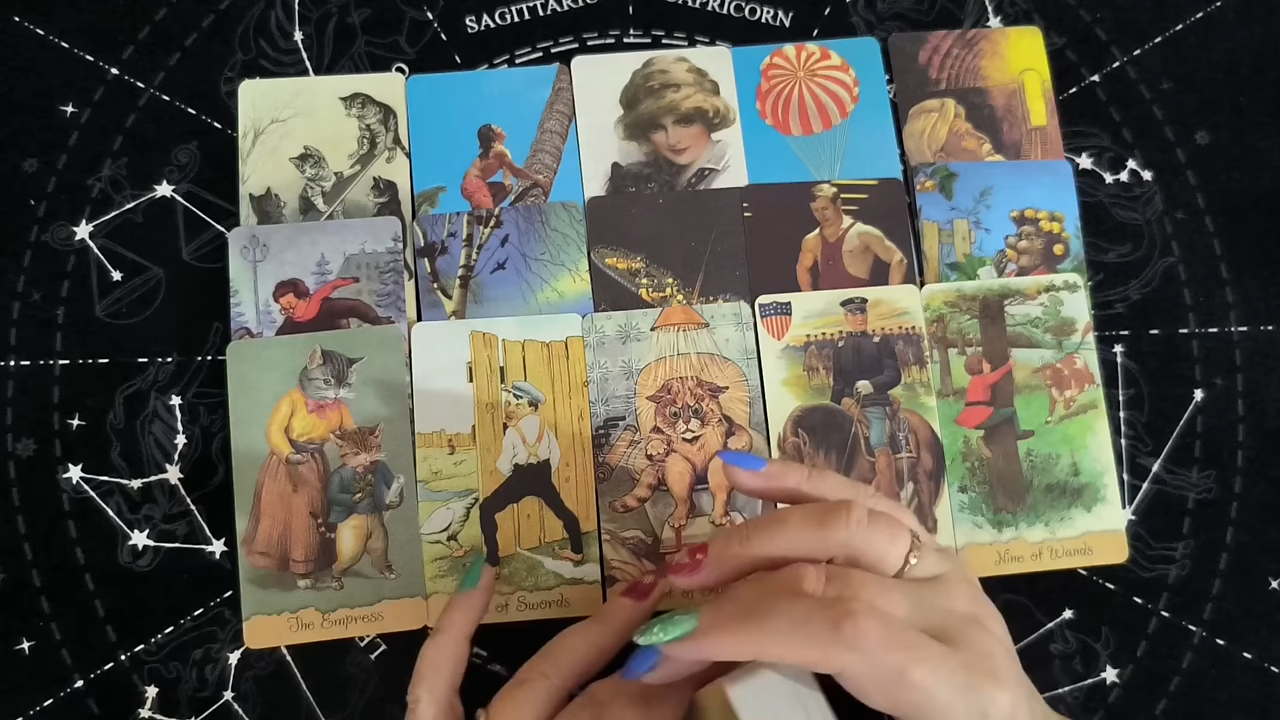 SAGITTARIUS
CAPRICORN
The Empress
of Swords
Nine of Wands